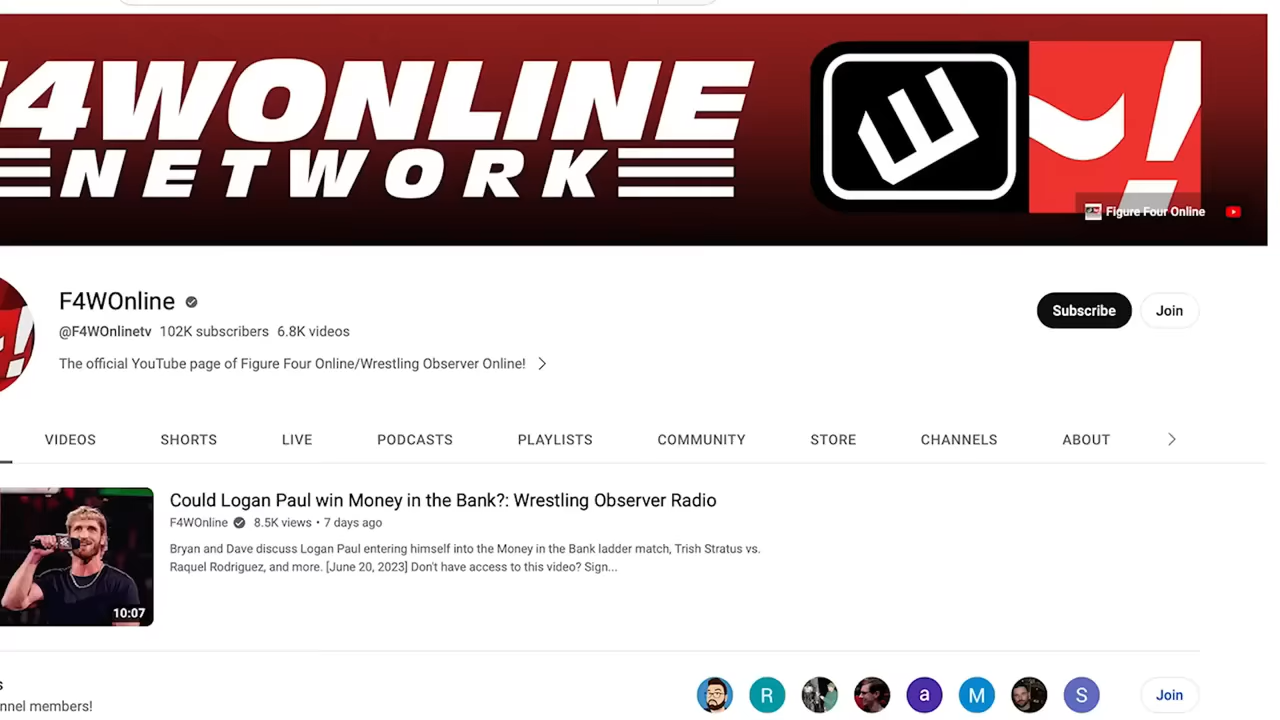 F4WONLINE
NETWORK
Figure Four Online
F4WOnline
@F4WOnlinetv 102K subscribers 6.8K videos
The official YouTube page of Figure Four Online/Wrestling Observer Online!
Subscribe
Join
VIDEOS SHORTS LIVE PODCASTS PLAYLISTS COMMUNITY STORE CHANNELS ABOUT
Could Logan Paul win Money in the Bank?: Wrestling Observer Radio
F4WOnline 8.5K views • 7 days ago
Bryan and Dave discuss Logan Paul entering himself into the Money in the Bank ladder match, Trish Stratus vs.
Raquel Rodriguez, and more. [June 20, 2023] Don't have access to this video? Sign...
10:07
s
R a M S
Join
nnel members!